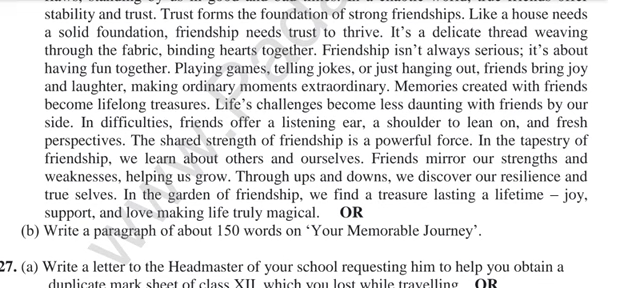 stability and trust. Trust forms the foundation of strong friendships. Like a house needs
a solid foundation, friendship needs trust to thrive. It's a delicate thread weaving
through the fabric, binding hearts together. Friendship isn't always serious; it's about
having fun together. Playing games, telling jokes, or just hanging out, friends bring joy
and laughter, making ordinary moments extraordinary. Memories created with friends
become lifelong treasures. Life's challenges become less daunting with friends by our
side. In difficulties, friends offer a listening ear, a shoulder to lean on, and fresh
perspectives. The shared strength of friendship is a powerful force. In the tapestry of
friendship, we learn about others and ourselves. Friends mirror our strengths and
weaknesses, helping us grow. Through ups and downs, we discover our resilience and
true selves. In the garden of friendship, we find a treasure lasting a lifetime – joy,
support, and love making life truly magical. OR
(b) Write a paragraph of about 150 words on 'Your Memorable Journey'.
27. (a) Write a letter to the Headmaster of your school requesting him to help you obtain a
duplicate mark sheet of class XII, which you lost while travelling. OR